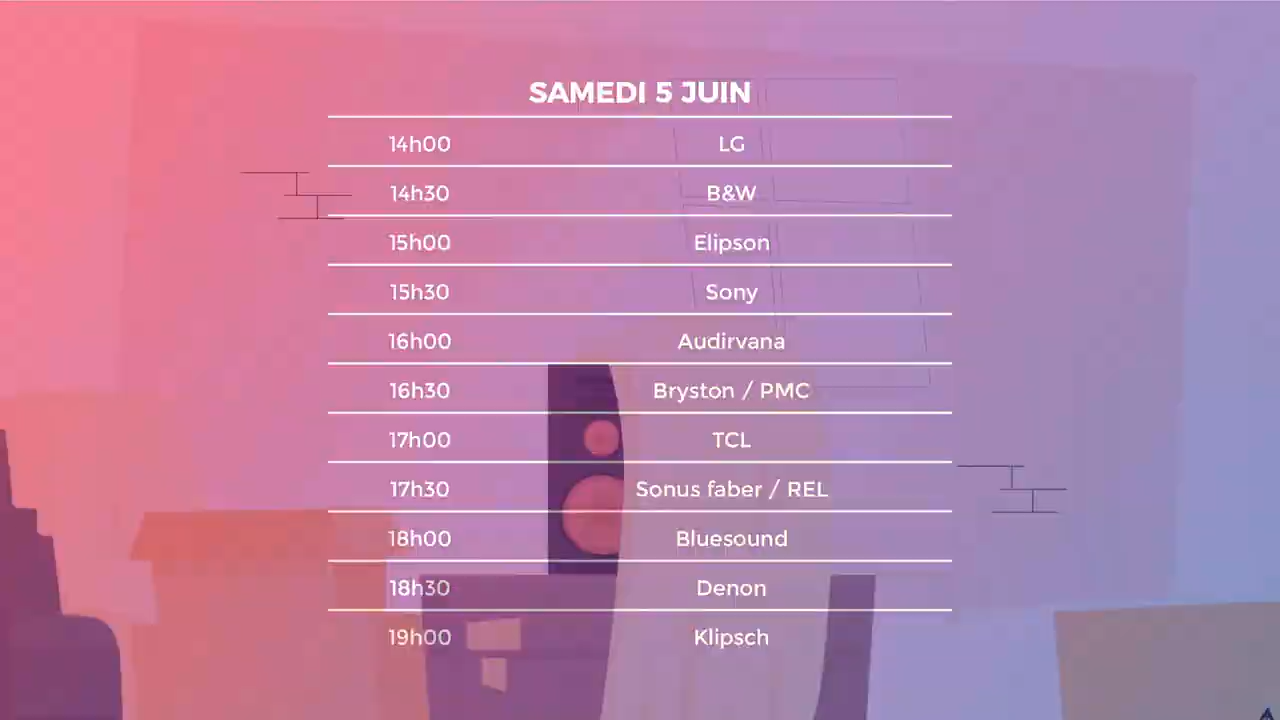 SAMEDI 5 JUIN
14h00 LG
14h30 B&W
15h00 Elipson
15h30 Sony
16h00 Audirvana
16h30 Bryston / PMC
17h00 TCL
17h30 Sonus faber / REL
18h00 Bluesound
18h30 Denon
19h00 Klipsch